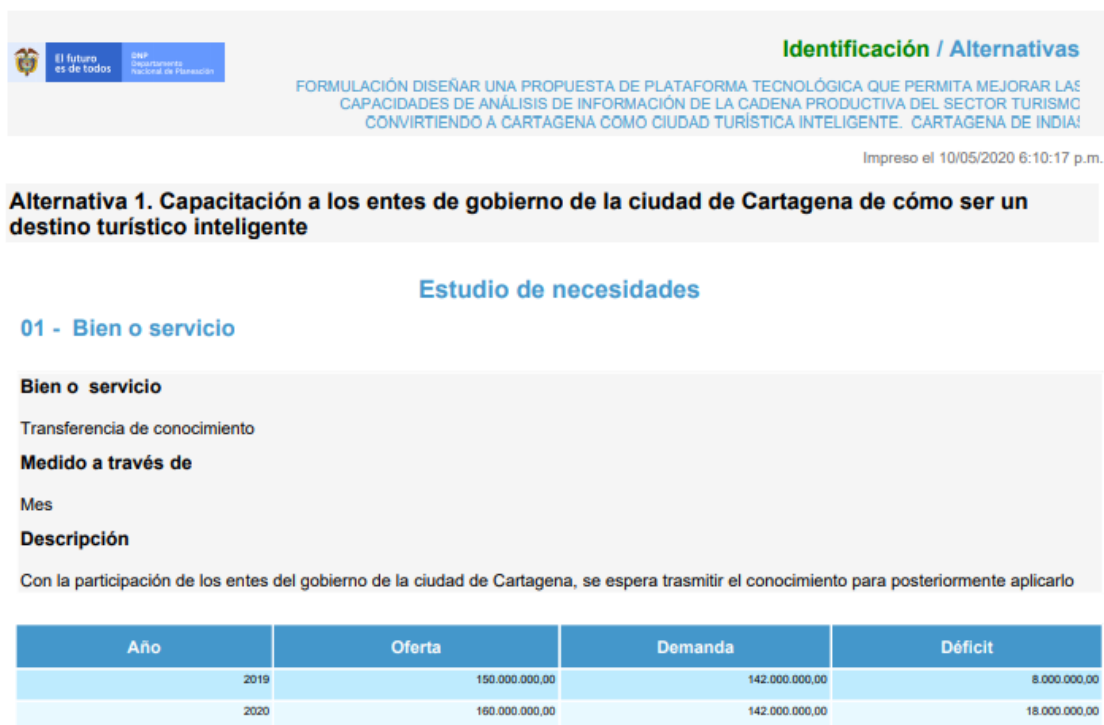 El futuro
es de todos
DNP
Departamento
Nacional de Planeación
Identificación / Alternativas
FORMULACIÓN DISEÑAR UNA PROPUESTA DE PLATAFORMA TECNOLÓGICA QUE PERMITA MEJORAR LAS
CAPACIDADES DE ANÁLISIS DE INFORMACIÓN DE LA CADENA PRODUCTIVA DEL SECTOR TURISMO
CONVIRTIENDO A CARTAGENA COMO CIUDAD TURÍSTICA INTELIGENTE. CARTAGENA DE INDIAS
Impreso el 10/05/2020 6:10:17 p.m.
Alternativa 1. Capacitación a los entes de gobierno de la ciudad de Cartagena de cómo ser un
destino turístico inteligente
Estudio de necesidades
01 - Bien o servicio
Bien o servicio
Transferencia de conocimiento
Medido a través de
Mes
Descripción
Con la participación de los entes del gobierno de la ciudad de Cartagena, se espera trasmitir el conocimiento para posteriormente aplicarlo
Año Oferta Demanda Déficit
2019 150.000.000,00 142.000.000,00 8.000.000,00
2020 160.000.000,00 142.000.000,00 18.000.000,00